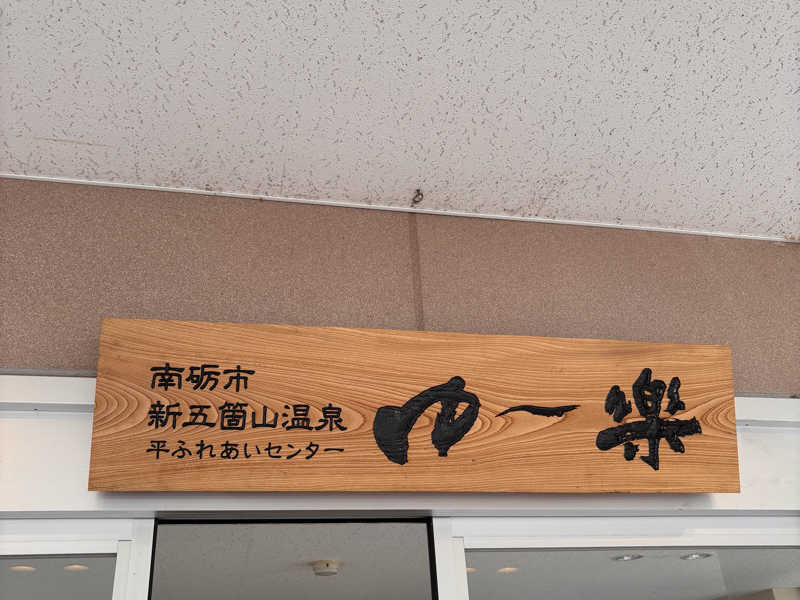 南砺市
新五箇山温泉
平ふれあいセンター
ゆー楽